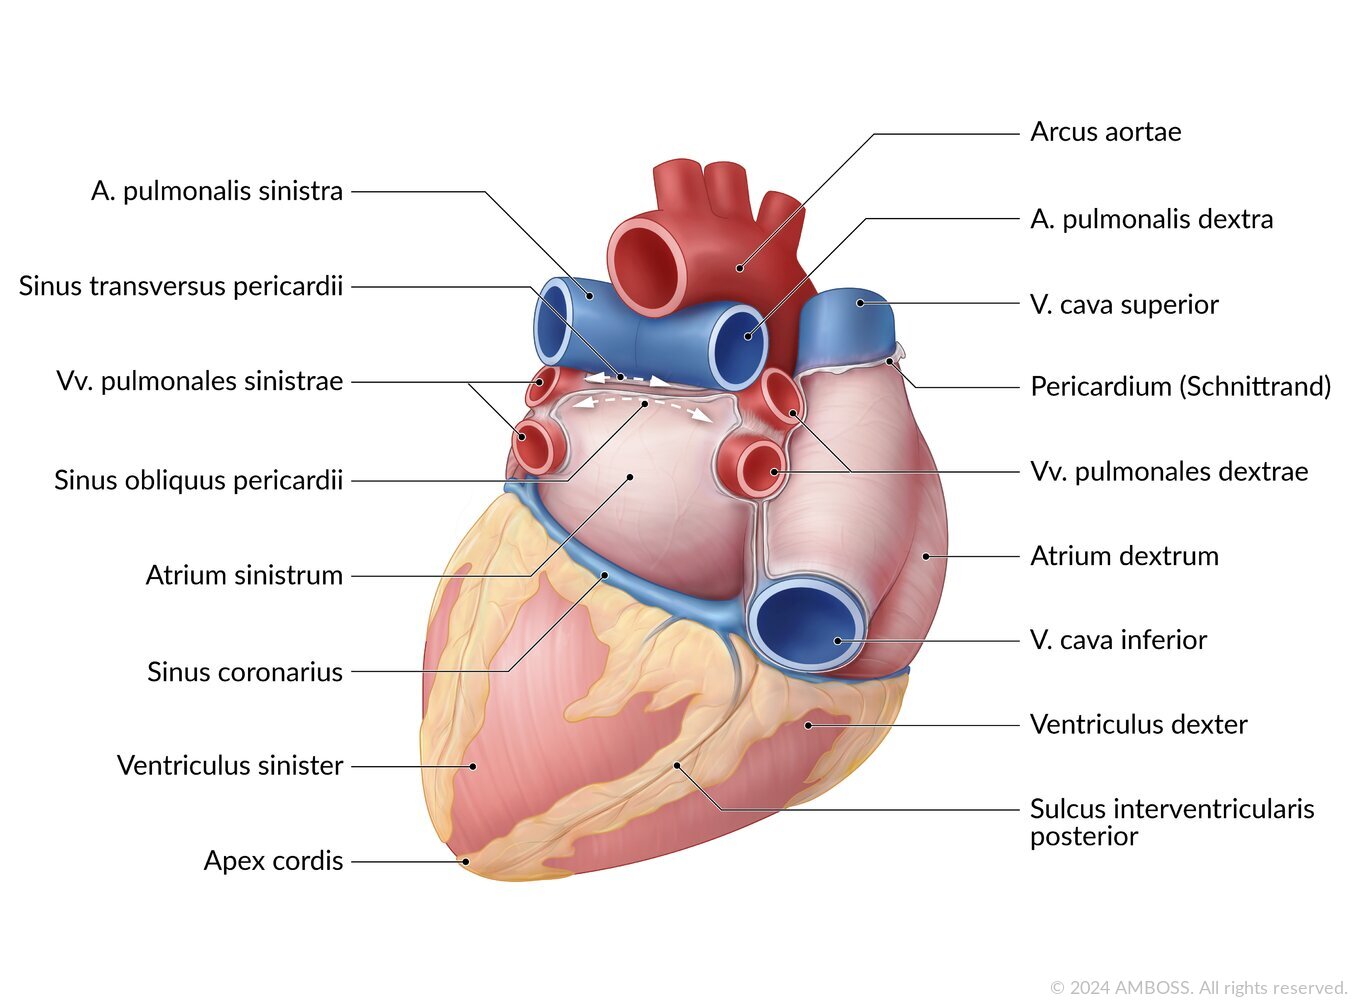 A. pulmonalis sinistra
Sinus transversus pericardii
Vv. pulmonales sinistrae
Sinus obliquus pericardii
Atrium sinistrum
Sinus coronarius
Ventriculus sinister
Apex cordis
Arcus aortae
A. pulmonalis dextra
V. cava superior
Pericardium (Schnittrand)
Vv. pulmonales dextrae
Atrium dextrum
V. cava inferior
Ventriculus dexter
Sulcus interventricularis
posterior
© 2024 AMBOSS. All rights reserved.